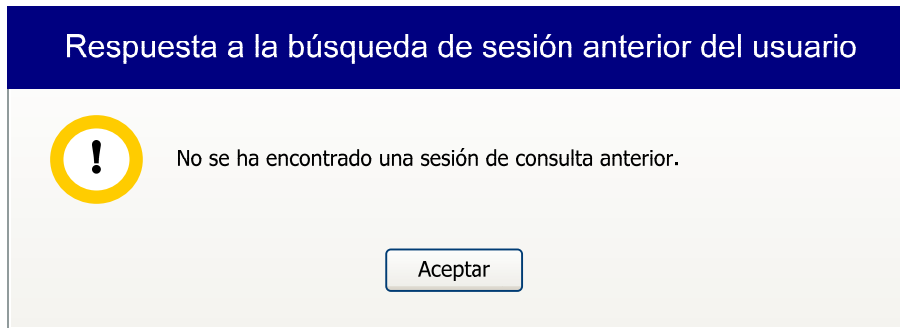 Respuesta a la búsqueda de sesión anterior del usuario
No se ha encontrado una sesión de consulta anterior.
Aceptar